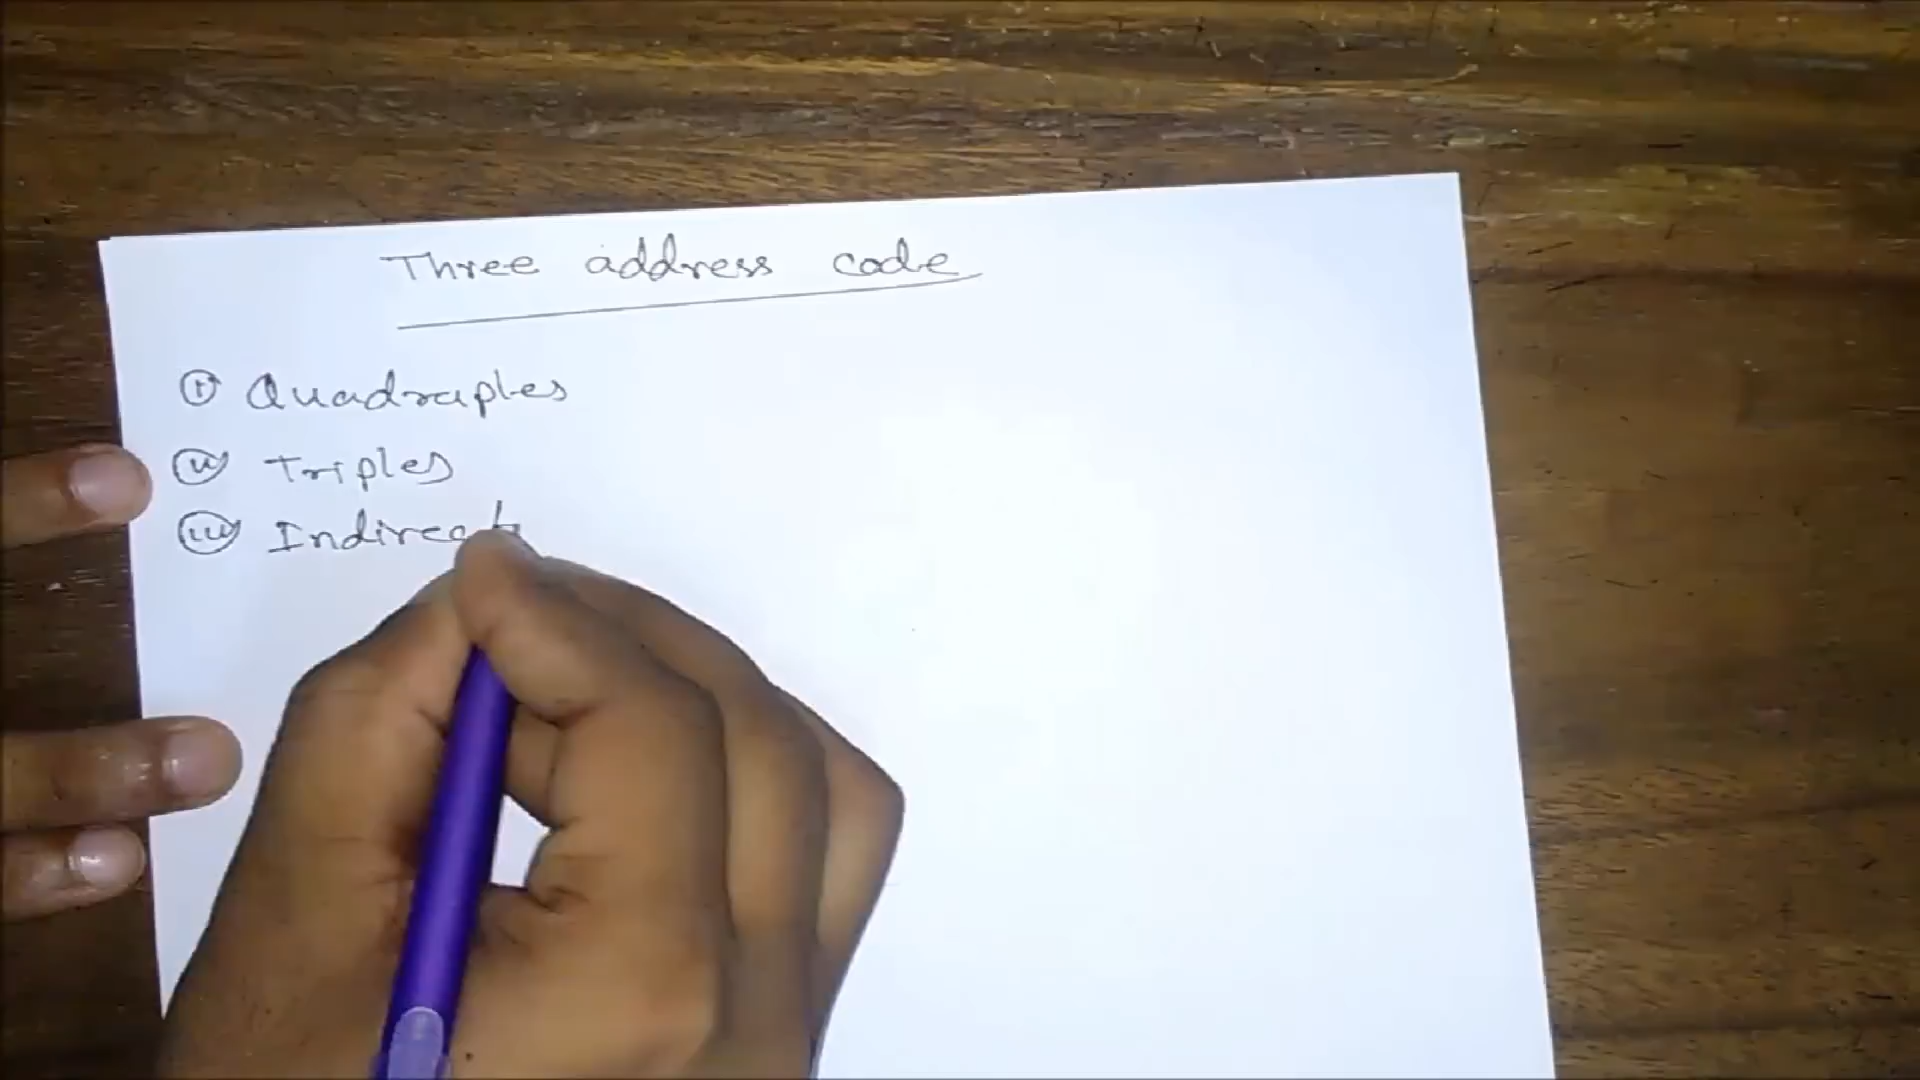 Three address code
(i) Quadruples
(ii) Triples
(iii) Indirect